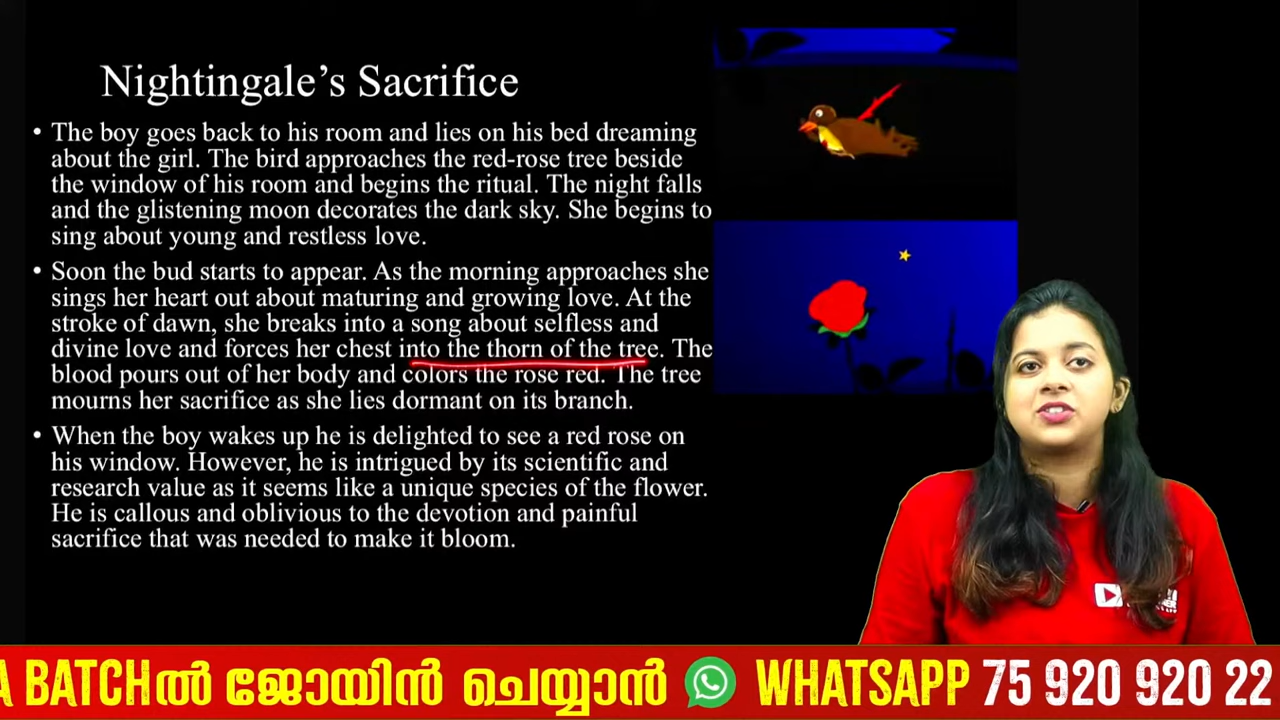 Nightingale’s Sacrifice
• The boy goes back to his room and lies on his bed dreaming
about the girl. The bird approaches the red-rose tree beside
the window of his room and begins the ritual. The night falls
and the glistening moon decorates the dark sky. She begins to
sing about young and restless love.
• Soon the bud starts to appear. As the morning approaches she
sings her heart out about maturing and growing love. At the
stroke of dawn, she breaks into a song about selfless and
divine love and forces her chest into the thorn of the tree. The
blood pours out of her body and colors the rose red. The tree
mourns her sacrifice as she lies dormant on its branch.
• When the boy wakes up he is delighted to see a red rose on
his window. However, he is intrigued by its scientific and
research value as it seems like a unique species of the flower.
He is callous and oblivious to the devotion and painful
sacrifice that was needed to make it bloom.
A BATCHൽ ജോയിൻ ചെയ്യാൻ WHATSAPP 75 920 920 22